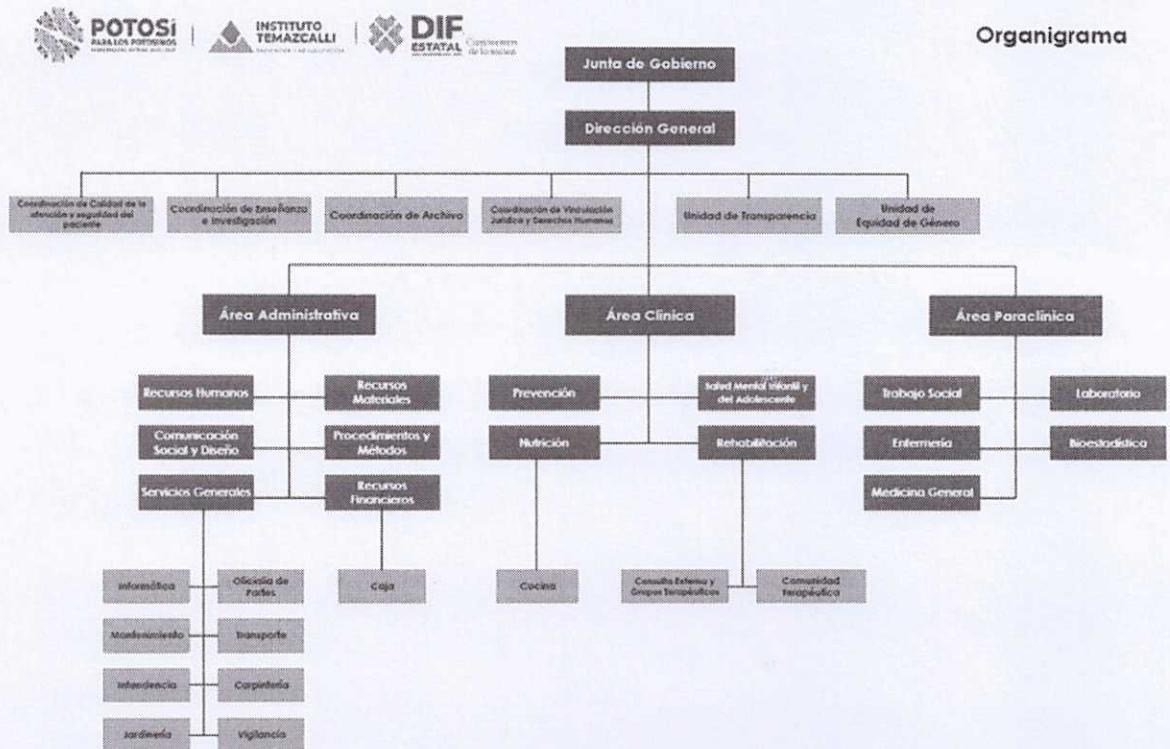 POTOSÍ
PARA LOS POTOSINOS
INSTITUTO
TEMAZCALLI
DIF
ESTATAL
Organigrama
Junta de Gobierno
Dirección General
Coordinación de Calidad de la
atención y seguridad del
paciente
Coordinación de Enseñanza
e Investigación
Coordinación de Archivo
Coordinación de Vinculación
Jurídica y Derechos Humanos
Unidad de Transparencia
Unidad de
Equidad de Género
Área Administrativa
Área Clínica
Área Paraclínica
Recursos Humanos
Recursos
Materiales
Prevención
Salud Mental Infantil y
del Adolescente
Trabajo Social
Laboratorio
Comunicación
Social y Diseño
Procedimientos y
Métodos
Nutrición
Rehabilitación
Enfermería
Bioestadística
Servicios Generales
Recursos
Financieros
Medicina General
Informática
Oficialía de
Partes
Caja
Cocina
Consulta Externa y
Grupos Terapéuticos
Comunidad
Terapéutica
Mantenimiento
Transporte
Intendencia
Carpintería
Jardinería
Vigilancia